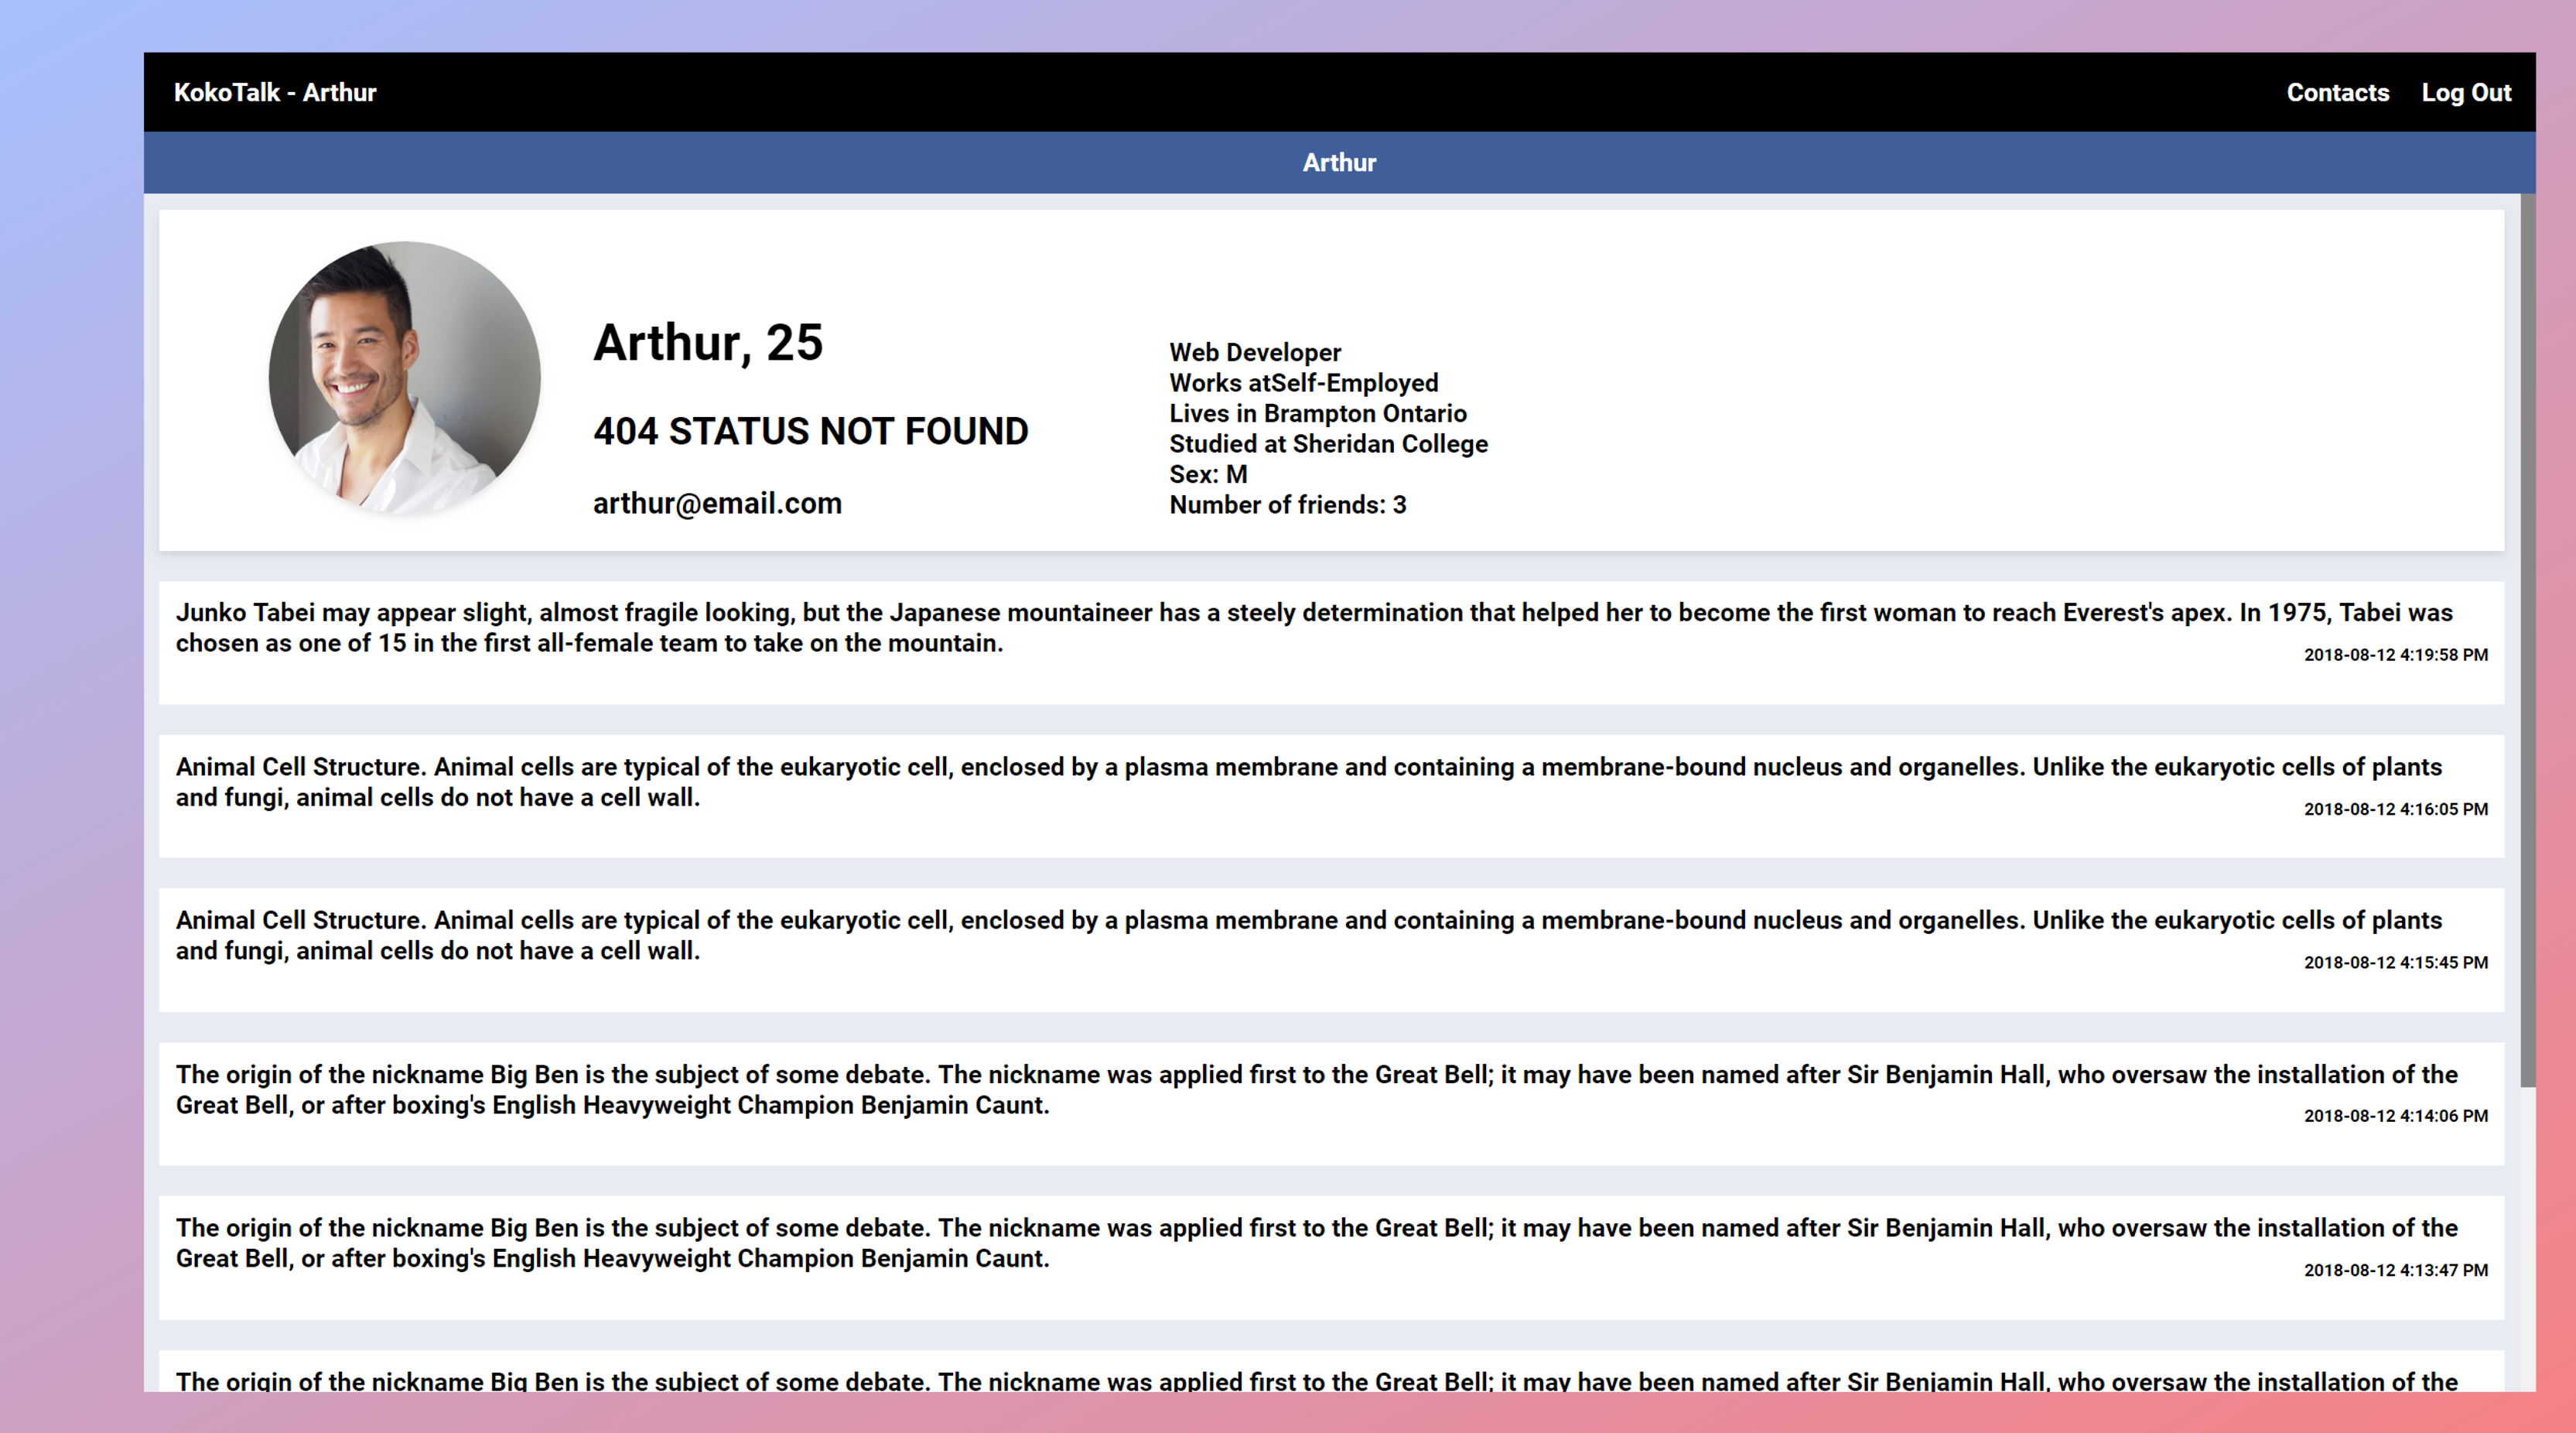 KokoTalk - Arthur
Contacts
Log Out
Arthur
Arthur, 25
404 STATUS NOT FOUND
arthur@email.com
Web Developer
Works atSelf-Employed
Lives in Brampton Ontario
Studied at Sheridan College
Sex: M
Number of friends: 3
Junko Tabei may appear slight, almost fragile looking, but the Japanese mountaineer has a steely determination that helped her to become the first woman to reach Everest's apex. In 1975, Tabei was
chosen as one of 15 in the first all-female team to take on the mountain.
2018-08-12 4:19:58 PM
Animal Cell Structure. Animal cells are typical of the eukaryotic cell, enclosed by a plasma membrane and containing a membrane-bound nucleus and organelles. Unlike the eukaryotic cells of plants
and fungi, animal cells do not have a cell wall.
2018-08-12 4:16:05 PM
Animal Cell Structure. Animal cells are typical of the eukaryotic cell, enclosed by a plasma membrane and containing a membrane-bound nucleus and organelles. Unlike the eukaryotic cells of plants
and fungi, animal cells do not have a cell wall.
2018-08-12 4:15:45 PM
The origin of the nickname Big Ben is the subject of some debate. The nickname was applied first to the Great Bell; it may have been named after Sir Benjamin Hall, who oversaw the installation of the
Great Bell, or after boxing's English Heavyweight Champion Benjamin Caunt.
2018-08-12 4:14:06 PM
The origin of the nickname Big Ben is the subject of some debate. The nickname was applied first to the Great Bell; it may have been named after Sir Benjamin Hall, who oversaw the installation of the
Great Bell, or after boxing's English Heavyweight Champion Benjamin Caunt.
2018-08-12 4:13:47 PM
The origin of the nickname Big Ben is the subject of some debate. The nickname was applied first to the Great Bell; it may have been named after Sir Benjamin Hall, who oversaw the installation of the